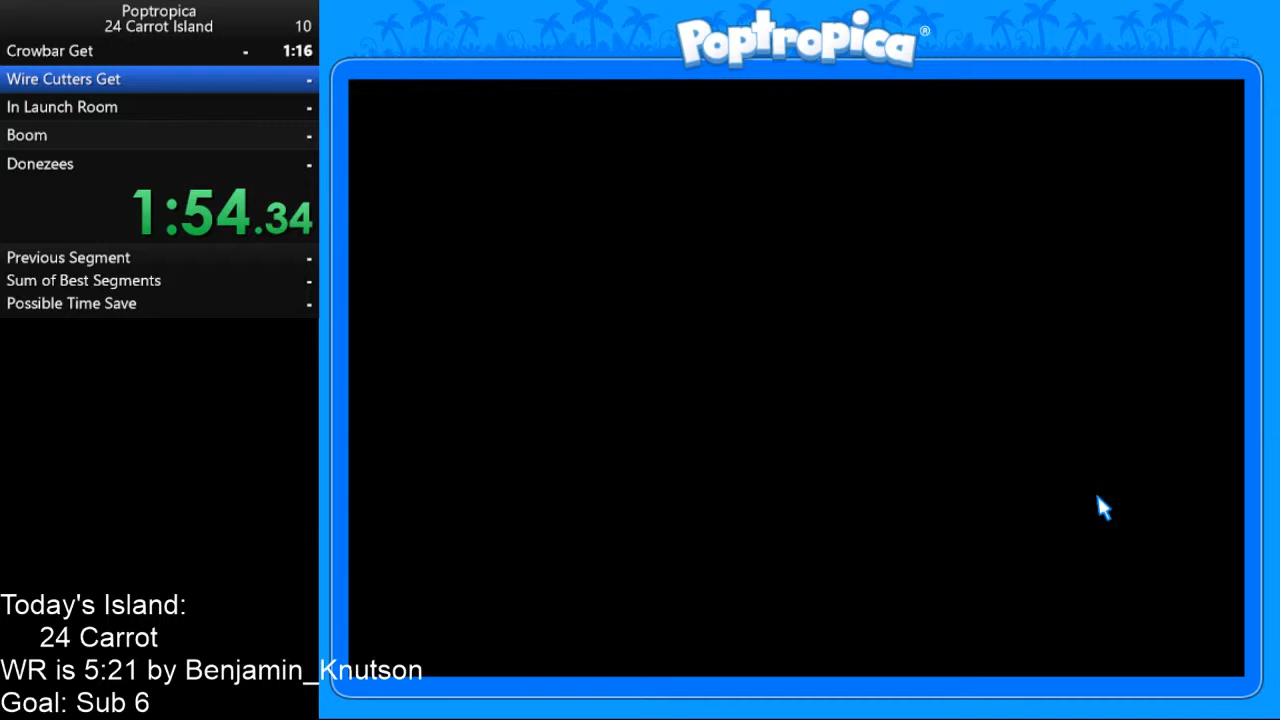 Poptropica
24 Carrot Island 10
Crowbar Get - 1:16
Wire Cutters Get -
In Launch Room -
Boom -
Donezees -
1:54.34
Previous Segment -
Sum of Best Segments -
Possible Time Save -
Today's Island:
24 Carrot
WR is 5:21 by Benjamin_Knutson
Goal: Sub 6
Poptropica®